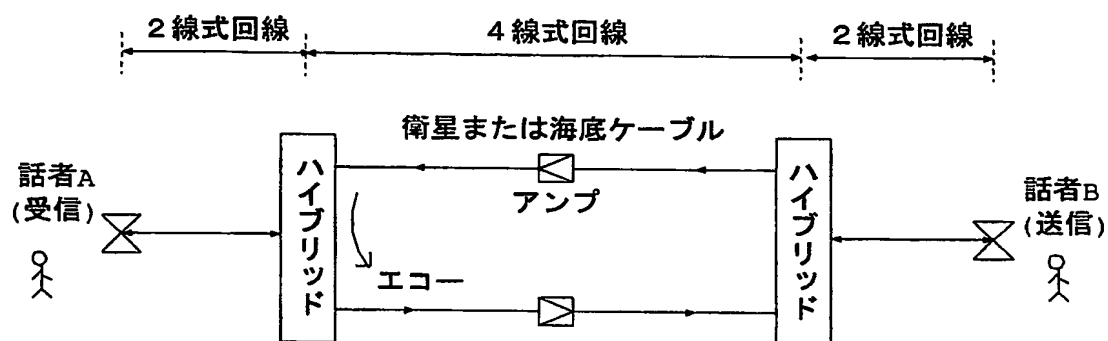 ２線式回線
４線式回線
２線式回線
衛星または海底ケーブル
アンプ
話者A
(受信)
ハイブリッド
エコー
ハイブリッド
話者B
(送信)